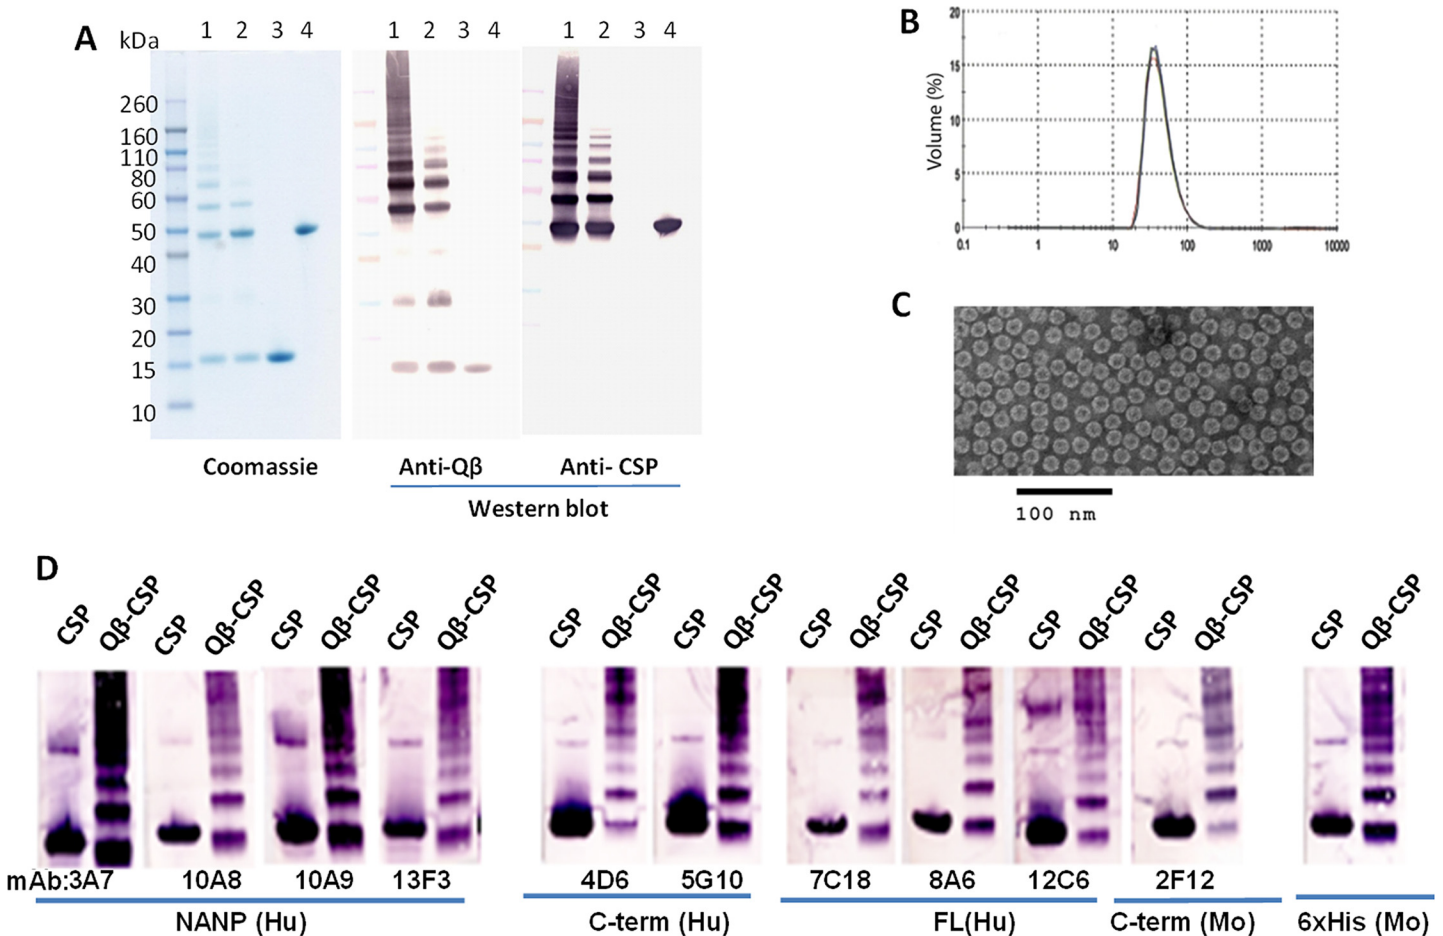 A
kDa
1 2 3 4
1 2 3 4
1 2 3 4
260
160
110
80
60
50
40
30
20
15
10
Coomassie
Anti-Qβ
Anti- CSP
Western blot
B
Volume (%)
20
15
10
5
0
0.1 1 10 100 1000 10000
C
100 nm
D
CSP Qβ-CSP CSP Qβ-CSP CSP Qβ-CSP CSP Qβ-CSP CSP Qβ-CSP CSP Qβ-CSP CSP Qβ-CSP CSP Qβ-CSP CSP Qβ-CSP CSP Qβ-CSP CSP Qβ-CSP
mAb:3A7 10A8 10A9 13F3 4D6 5G10 7C18 8A6 12C6 2F12
NANP (Hu) C-term (Hu) FL(Hu) C-term (Mo) 6xHis (Mo)